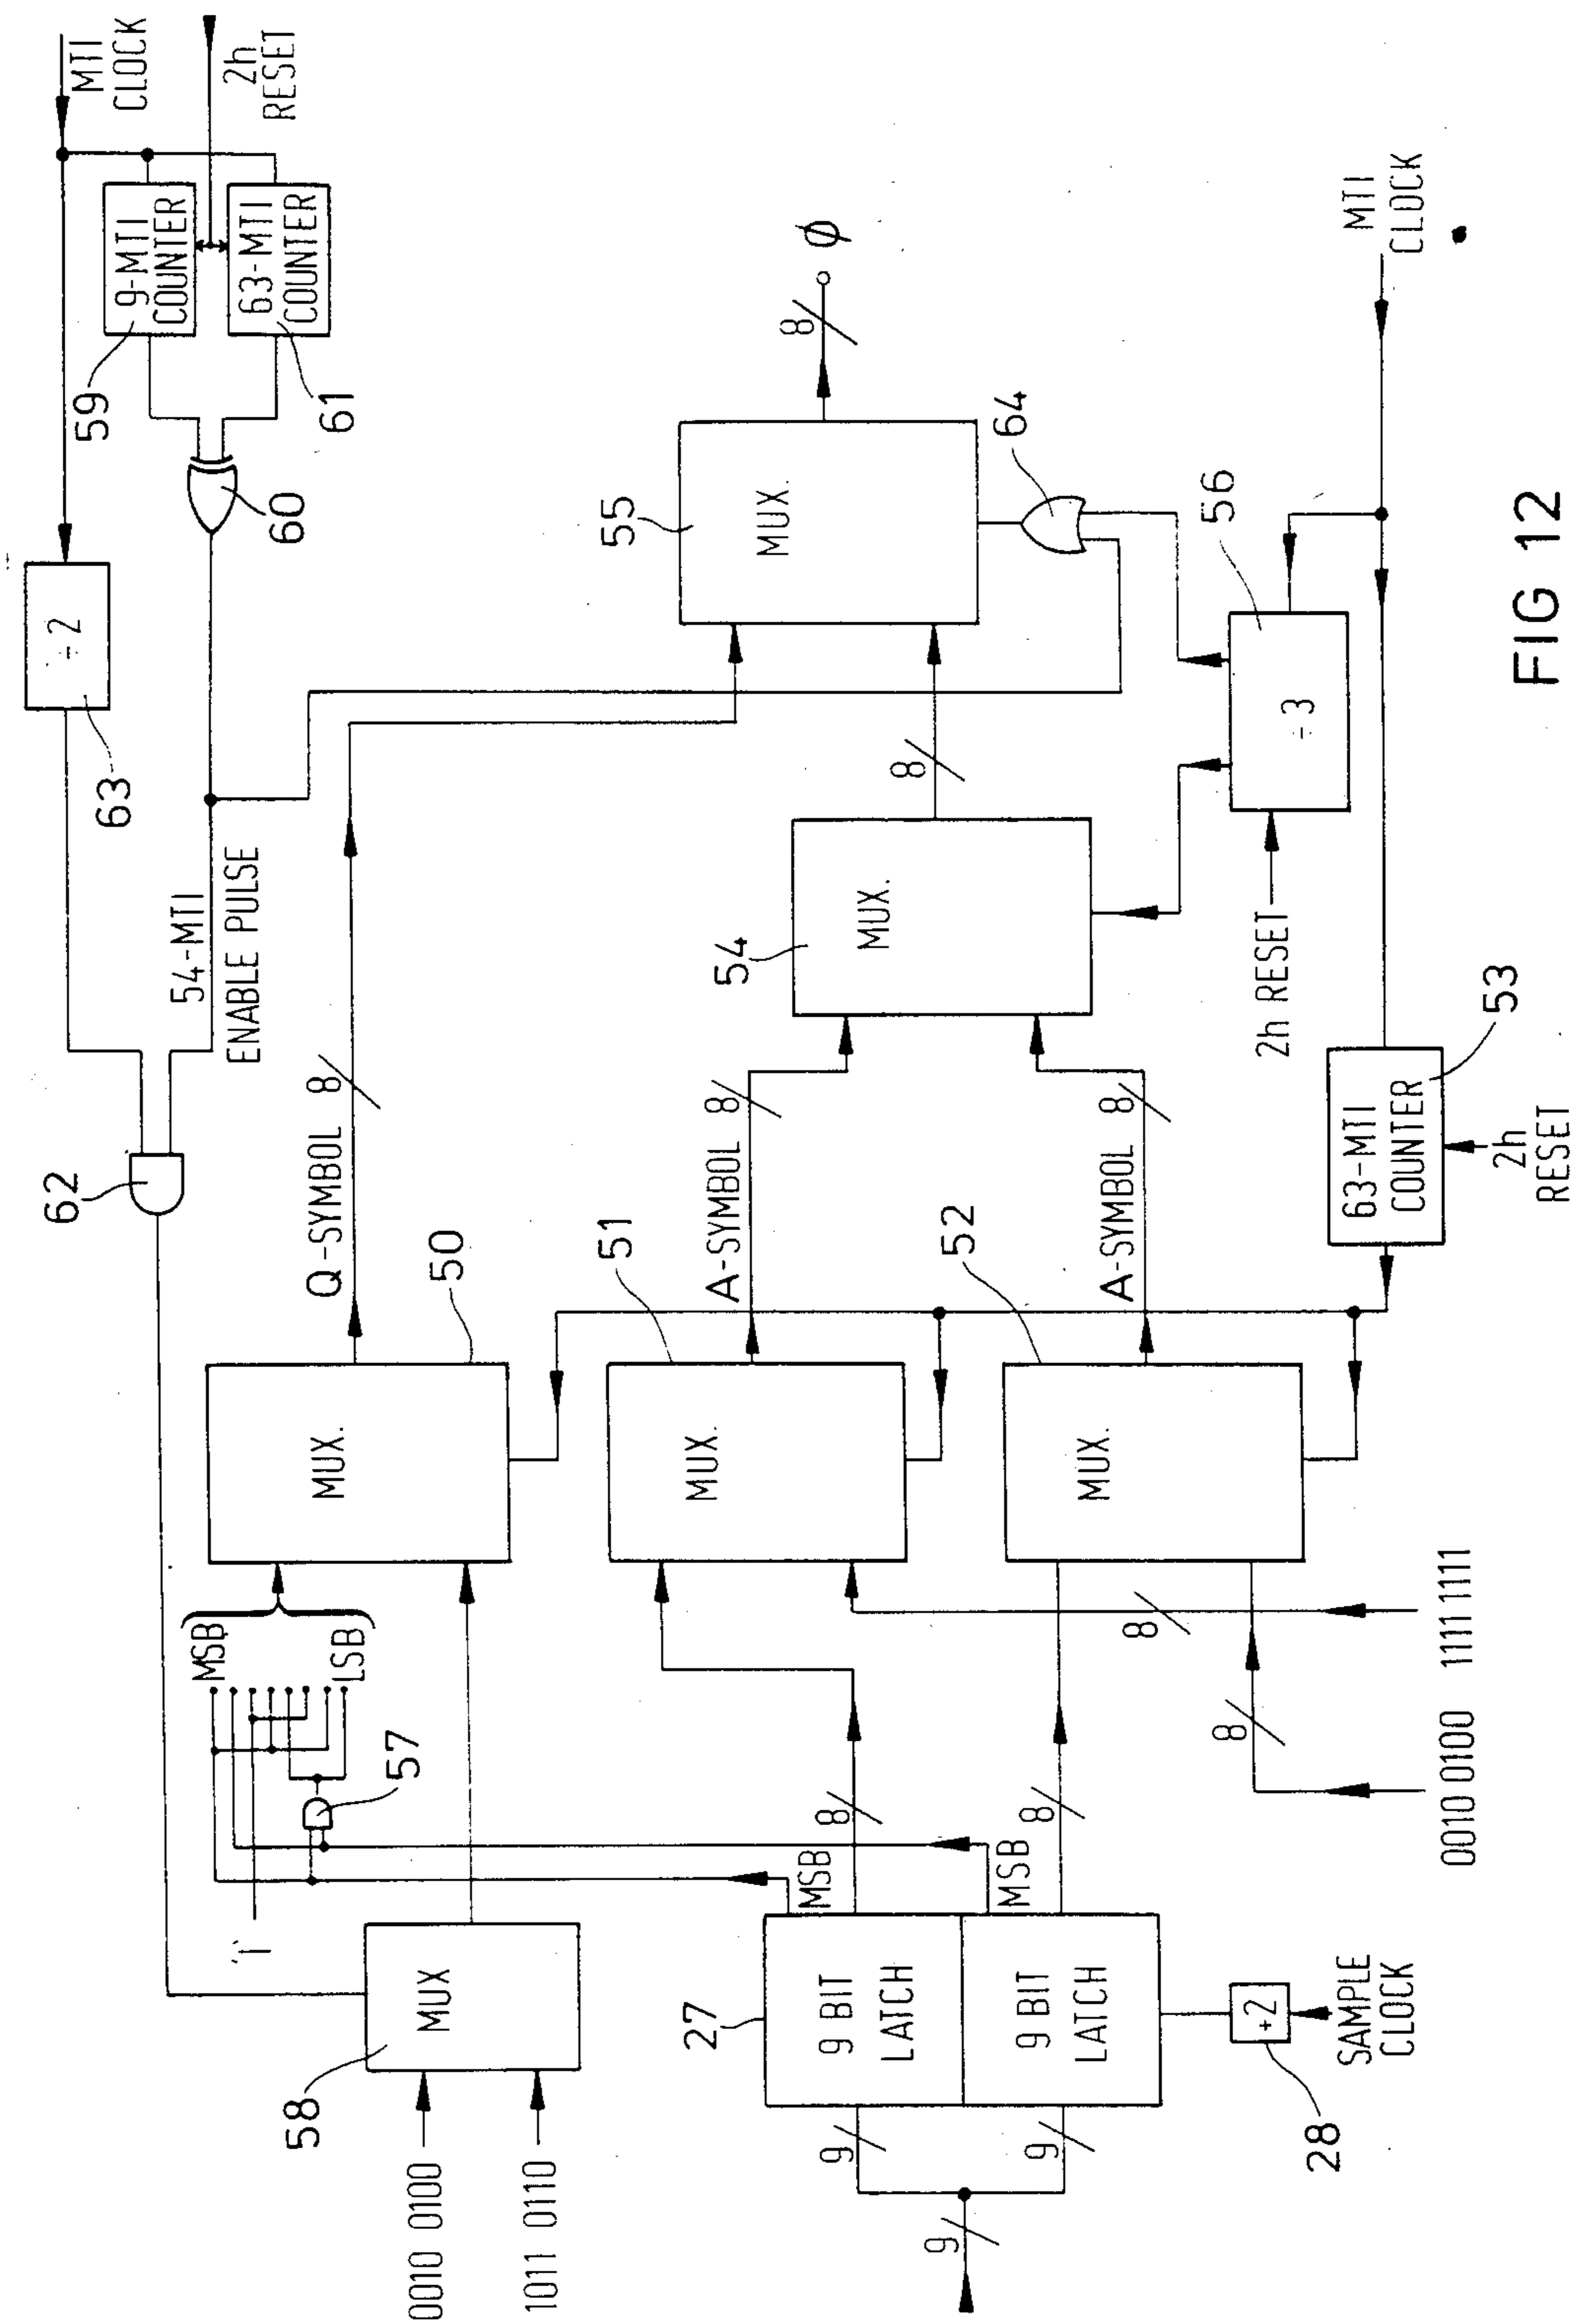 MTI
CLOCK
2h
RESET
9-MTI
COUNTER
59
63-MTI
COUNTER
61
60
÷2
63
54-MTI
ENABLE PULSE
62
Q-SYMBOL 8
MUX.
50
MSB
LSB
'1'
57
MUX
58
0010 0100
1011 0110
8
ϕ
MUX.
55
64
8
MUX.
54
÷3
56
2h RESET
MTI
CLOCK
63-MTI
COUNTER
53
2h
RESET
A-SYMBOL 8
A-SYMBOL 8
MUX.
51
MUX.
52
8
1111 1111
8
0010 0100
8
MSB
8
MSB
9 BIT
LATCH
27
9 BIT
LATCH
÷2
28
SAMPLE
CLOCK
9
9
9
FIG 12